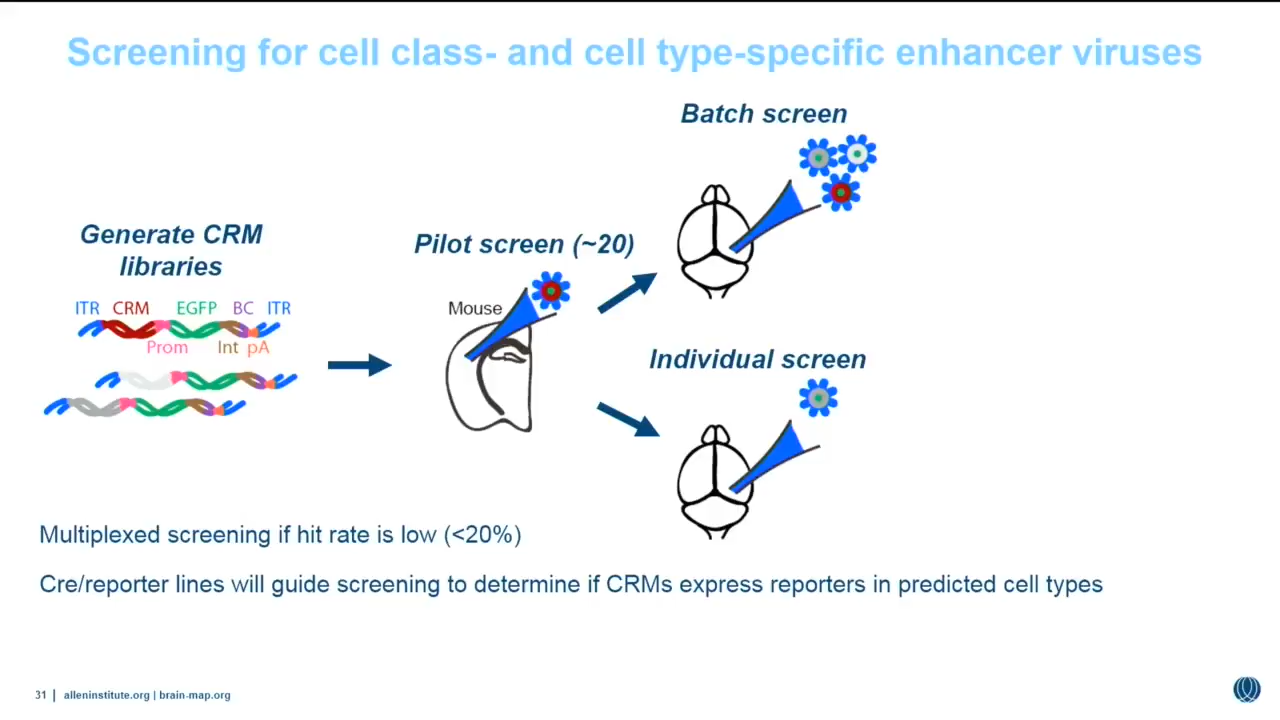 Screening for cell class- and cell type-specific enhancer viruses
Batch screen
Generate CRM
libraries
Pilot screen (~20)
ITR CRM EGFP BC ITR
Prom Int pA
Mouse
Individual screen
Multiplexed screening if hit rate is low (<20%)
Cre/reporter lines will guide screening to determine if CRMs express reporters in predicted cell types
31 | alleninstitute.org | brain-map.org